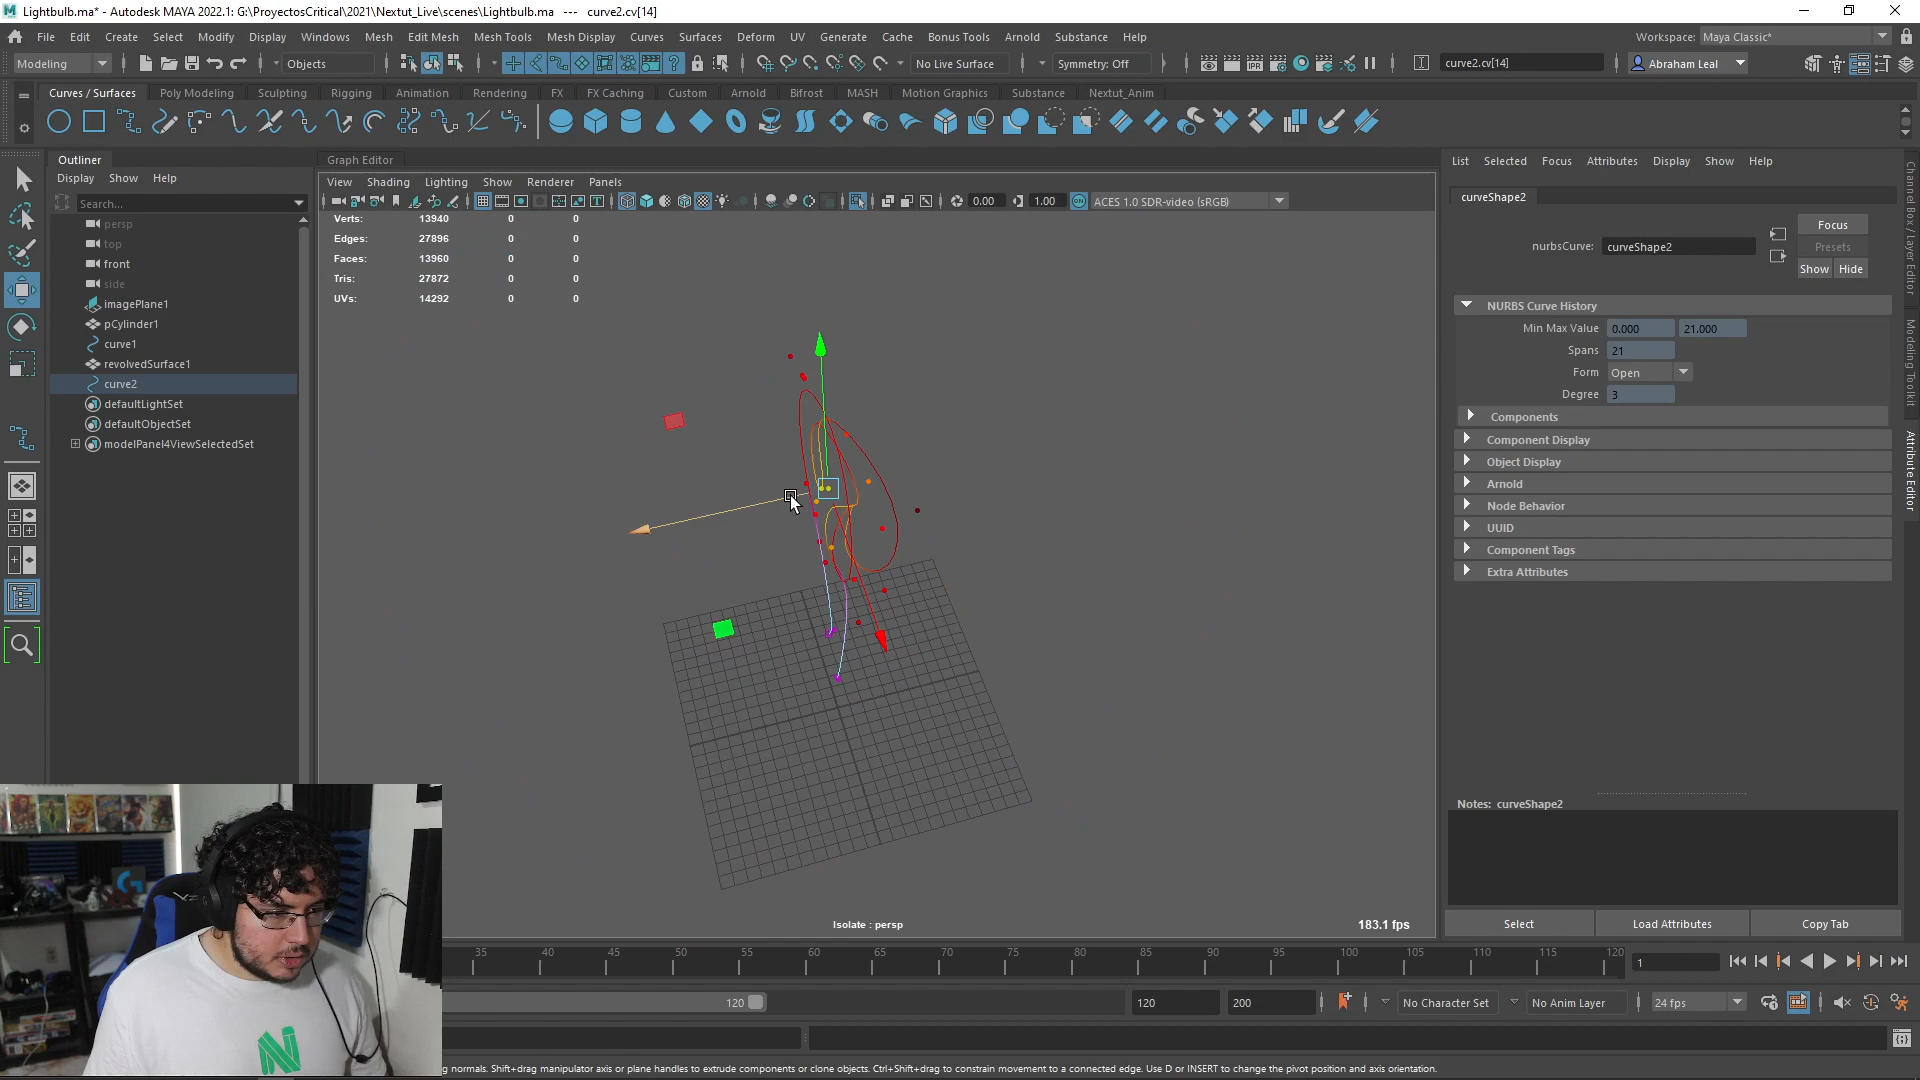 Lightbulb.ma* - Autodesk MAYA 2022.1: G:\ProyectosCritical\2021\Nextut_Live\scenes\Lightbulb.ma --- curve2.cv[14]
File Edit Create Select Modify Display Windows Mesh Edit Mesh Mesh Tools Mesh Display Curves Surfaces Deform UV Generate Cache Bonus Tools Arnold Substance Help
Workspace: Maya Classic*
Modeling Objects No Live Surface Symmetry: Off curve2.cv[14] Abraham Leal
Curves / Surfaces Poly Modeling Sculpting Rigging Animation Rendering FX FX Caching Custom Arnold Bifrost MASH Motion Graphics Substance Nextut_Anim
Outliner
Display Show Help
Search...
persp
top
front
side
imagePlane1
pCylinder1
curve1
revolvedSurface1
curve2
defaultLightSet
defaultObjectSet
modelPanel4ViewSelectedSet
Graph Editor
View Shading Lighting Show Renderer Panels
0.00 1.00 ACES 1.0 SDR-video (sRGB)
Verts: 13940 0 0
Edges: 27896 0 0
Faces: 13960 0 0
Tris: 27872 0 0
UVs: 14292 0 0
Isolate : persp
183.1 fps
List Selected Focus Attributes Display Show Help
curveShape2
nurbsCurve: curveShape2
Focus
Presets
Show Hide
NURBS Curve History
Min Max Value 0.000 21.000
Spans 21
Form Open
Degree 3
Components
Component Display
Object Display
Arnold
Node Behavior
UUID
Component Tags
Extra Attributes
Notes: curveShape2
Select Load Attributes Copy Tab
Channel Box / Layer Editor
Modeling Toolkit
Attribute Editor
35 40 45 50 55 60 65 70 75 80 85 90 95 100 105 110 115 120
1
120 120 200 No Character Set No Anim Layer 24 fps
g normals. Shift+drag manipulator axis or plane handles to extrude components or clone objects. Ctrl+Shift+drag to constrain movement to a connected edge. Use D or INSERT to change the pivot position and axis orientation.